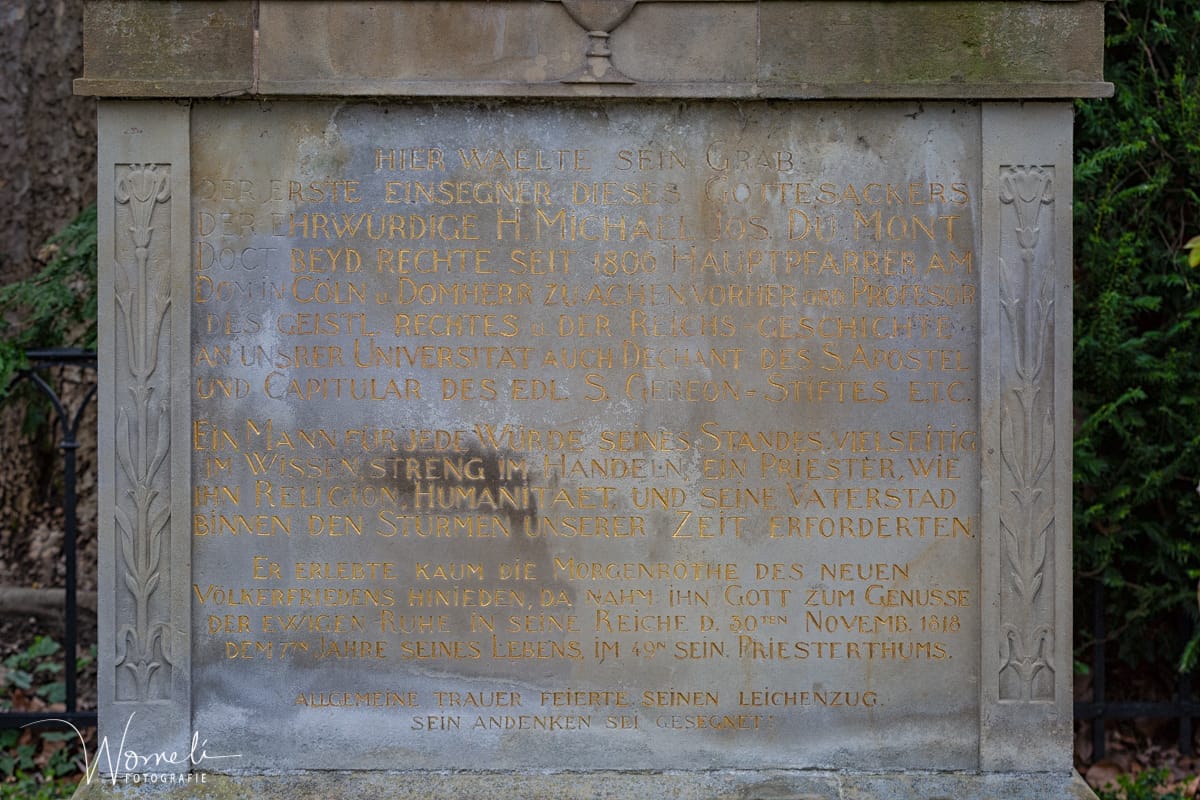 HIER WAELTE SEIN GRAB
DER ERSTE EINSEGNER DIESES GOTTESACKERS
DER EHRWÜRDIGE H. MICHAEL JOS. DU MONT
DOCT. BEYD. RECHTE, SEIT 1806 HAUPTPFARRER AM
DOM IN CÖLN U. DOMHERR ZU ACHEN VORHER ORD. PROFESOR
DES GEISTL. RECHTES U. DER REICHS-GESCHICHTE
AN UNSRER UNIVERSITÄT AUCH DECHANT DES S. APOSTEL
UND CAPITULAR DES EDL. S. GEREON-STIFTES E.T.C.
EIN MANN, FÜR JEDE WÜRDE SEINES STANDES, VIELSEITIG
IM WISSEN, STRENG IM HANDELN, EIN PRIESTER, WIE
IHN RELIGION, HUMANITAET, UND SEINE VATERSTAD
BINNEN DEN STÜRMEN UNSERER ZEIT ERFORDERTEN.
ER ERLEBTE KAUM DIE MORGENRÖTHE DES NEUEN
VÖLKERFRIEDENS HINIEDEN, DA NAHM IHN GOTT ZUM GENUSSE
DER EWIGEN RUHE IN SEINE REICHE D. 30TEN NOVEMB. 1818
DEM 77N JAHRE SEINES LEBENS, IM 49N SEIN. PRIESTERTHUMS.
ALLGEMEINE TRAUER FEIERTE SEINEN LEICHENZUG.
SEIN ANDENKEN SEI GESEGNET!
Womeli
FOTOGRAFIE